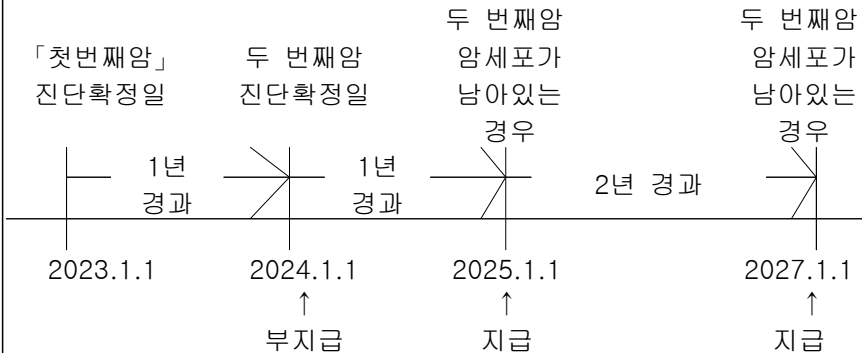 「첫번째암」
진단확정일
두 번째암
진단확정일
두 번째암
암세포가
남아있는
경우
두 번째암
암세포가
남아있는
경우
1년
경과
1년
경과
2년 경과
2023.1.1
2024.1.1
2025.1.1
2027.1.1
↑
↑
↑
부지급
지급
지급